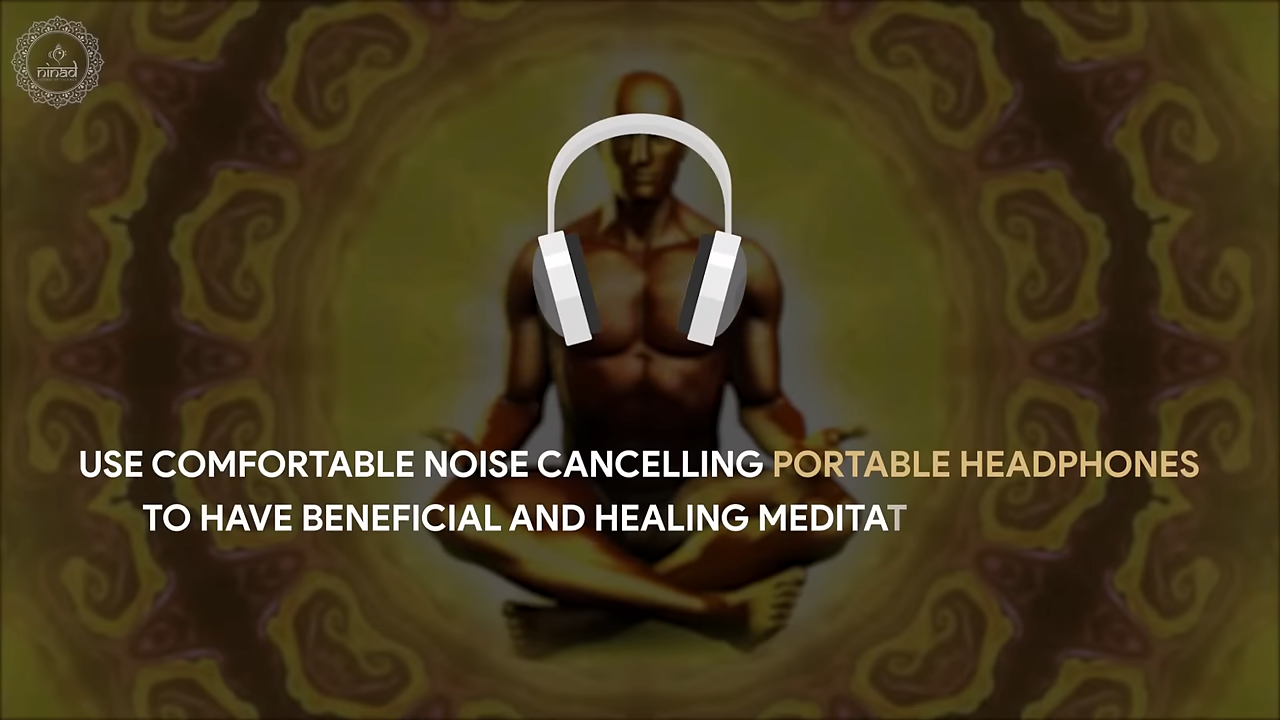 ninad
USE COMFORTABLE NOISE CANCELLING PORTABLE HEADPHONES
TO HAVE BENEFICIAL AND HEALING MEDITAT